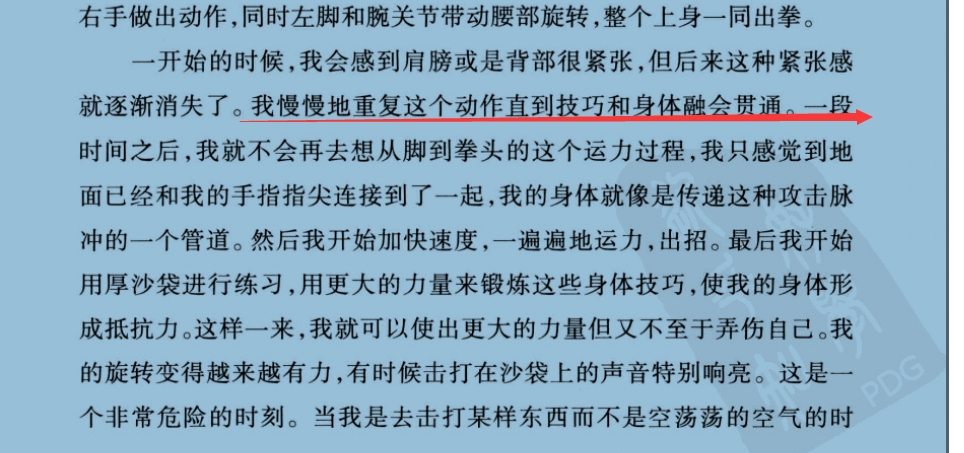 右手做出动作,同时左脚和腕关节带动腰部旋转,整个上身一同出拳。
一开始的时候,我会感到肩膀或是背部很紧张,但后来这种紧张感
就逐渐消失了。我慢慢地重复这个动作直到技巧和身体融会贯通。一段
时间之后,我就不会再去想从脚到拳头的这个运力过程,我只感觉到地
面已经和我的手指指尖连接到了一起,我的身体就像是传递这种攻击脉
冲的一个管道。然后我开始加快速度,一遍遍地运力,出招。最后我开始
用厚沙袋进行练习,用更大的力量来锻炼这些身体技巧,使我的身体形
成抵抗力。这样一来,我就可以使出更大的力量但又不至于弄伤自己。我
的旋转变得越来越有力,有时候击打在沙袋上的声音特别响亮。这是一
个非常危险的时刻。当我是去击打某样东西而不是空荡荡的空气的时
PDG